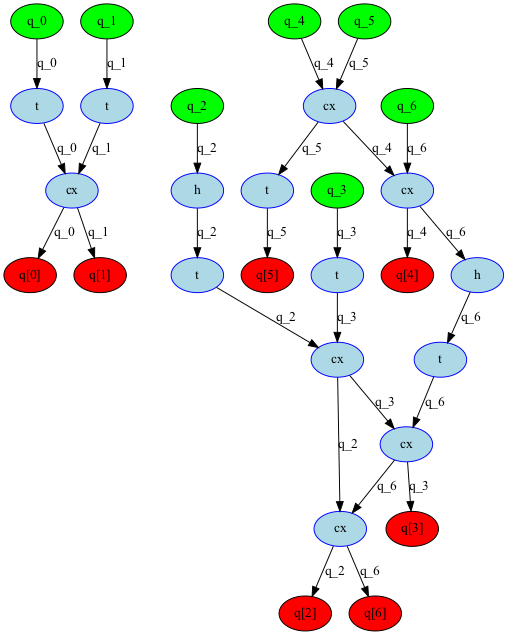 q_0 q_1 q_4 q_5
q_0 q_1 q_4 q_5
t t q_2 cx q_6
q_0 q_1 q_2 q_5 q_4 q_6
cx h t q_3 cx
q_0 q_1 q_2 q_5 q_3 q_4 q_6
q[0] q[1] t q[5] t q[4] h
q_2 q_3 q_6
cx t
q_3 q_6
q_2 cx
q_6 q_3
cx q[3]
q_2 q_6
q[2] q[6]